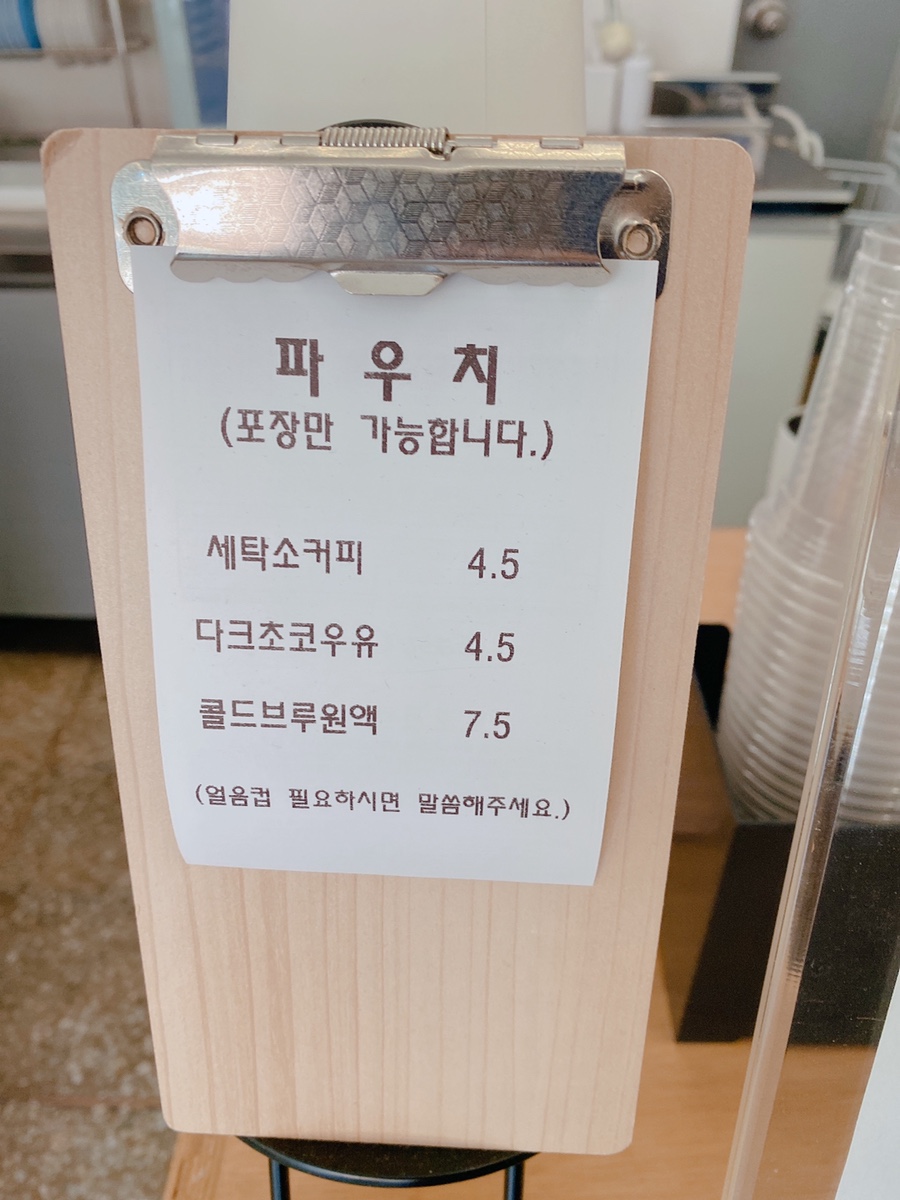 파 우 치
(포장만 가능합니다.)
세탁소커피 4.5
다크초코우유 4.5
콜드브루원액 7.5
(얼음컵 필요하시면 말씀해주세요.)